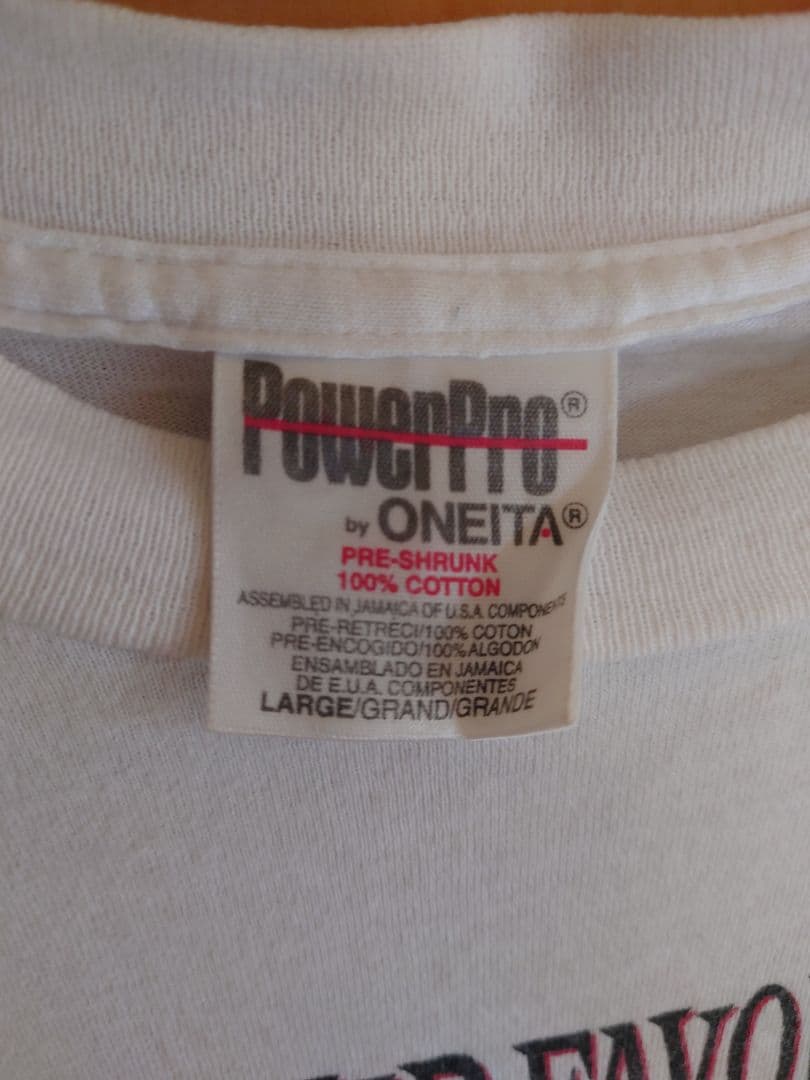 PowerPro®
by ONEITA®
PRE-SHRUNK
100% COTTON
ASSEMBLED IN JAMAICA OF U.S.A. COMPONENTS
PRE-RETRECI/100% COTON
PRE-ENCOGIDO/100% ALGODON
ENSAMBLADO EN JAMAICA
DE E.U.A. COMPONENTES
LARGE/GRAND/GRANDE
FAVO